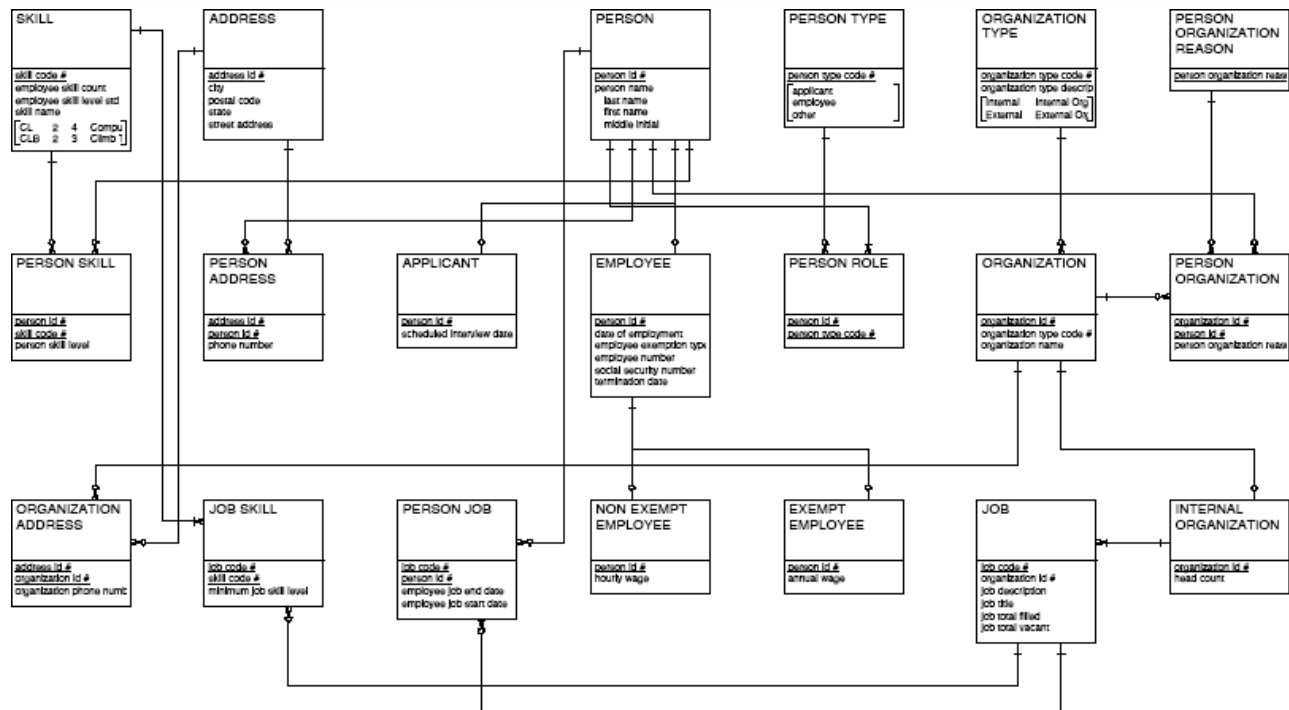 SKILL
skill code #
employee skill count
employee skill level std
skill name
CL 2 4 Compu
CLB 2 3 Climb
ADDRESS
address id #
city
postal code
state
street address
PERSON
person id #
person name
last name
first name
middle initial
PERSON TYPE
person type code #
applicant
employee
other
ORGANIZATION
TYPE
organization type code #
organization type descrip
Internal Internal Org
External External Org
PERSON
ORGANIZATION
REASON
person organization reas
PERSON SKILL
person id #
skill code #
person skill level
PERSON
ADDRESS
address id #
person id #
phone number
APPLICANT
person id #
scheduled interview date
EMPLOYEE
person id #
date of employment
employee exemption type
employee number
social security number
termination date
PERSON ROLE
person id #
person type code #
ORGANIZATION
organization id #
organization type code #
organization name
PERSON
ORGANIZATION
organization id #
person id #
person organization reas
ORGANIZATION
ADDRESS
address id #
organization id #
organization phone numb
JOB SKILL
job code #
skill code #
minimum job skill level
PERSON JOB
job code #
person id #
employee job end date
employee job start date
NON EXEMPT
EMPLOYEE
person id #
hourly wage
EXEMPT
EMPLOYEE
person id #
annual wage
JOB
job code #
organization id #
job description
job title
job total filled
job total vacant
INTERNAL
ORGANIZATION
organization id #
head count